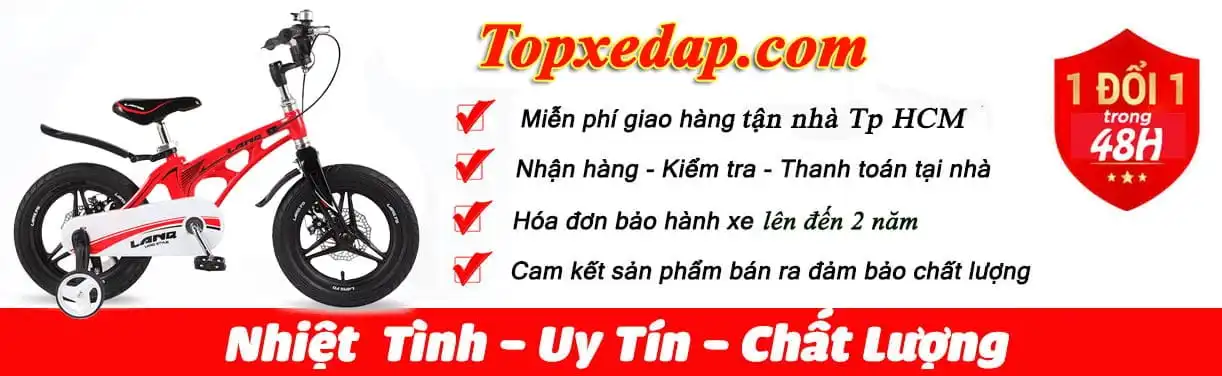 Topxedap.com
Miễn phí giao hàng tận nhà Tp HCM
Nhận hàng - Kiểm tra - Thanh toán tại nhà
Hóa đơn bảo hành xe lên đến 2 năm
Cam kết sản phẩm bán ra đảm bảo chất lượng
1 ĐỔI 1
trong
48H
LANQ
LANQ
Nhiệt Tình - Uy Tín - Chất Lượng